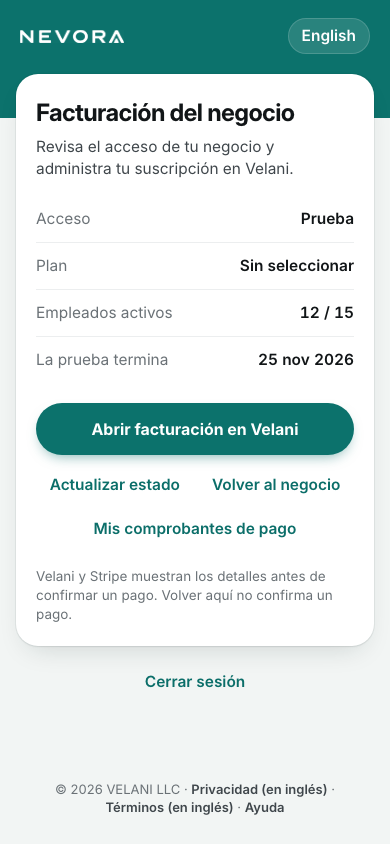 NEVORA
English
Facturación del negocio
Revisa el acceso de tu negocio y
administra tu suscripción en Velani.
Acceso Prueba
Plan Sin seleccionar
Empleados activos 12 / 15
La prueba termina 25 nov 2026
Abrir facturación en Velani
Actualizar estado Volver al negocio
Mis comprobantes de pago
Velani y Stripe muestran los detalles antes de
confirmar un pago. Volver aquí no confirma un
pago.
Cerrar sesión
© 2026 VELANI LLC · Privacidad (en inglés) ·
Términos (en inglés) · Ayuda